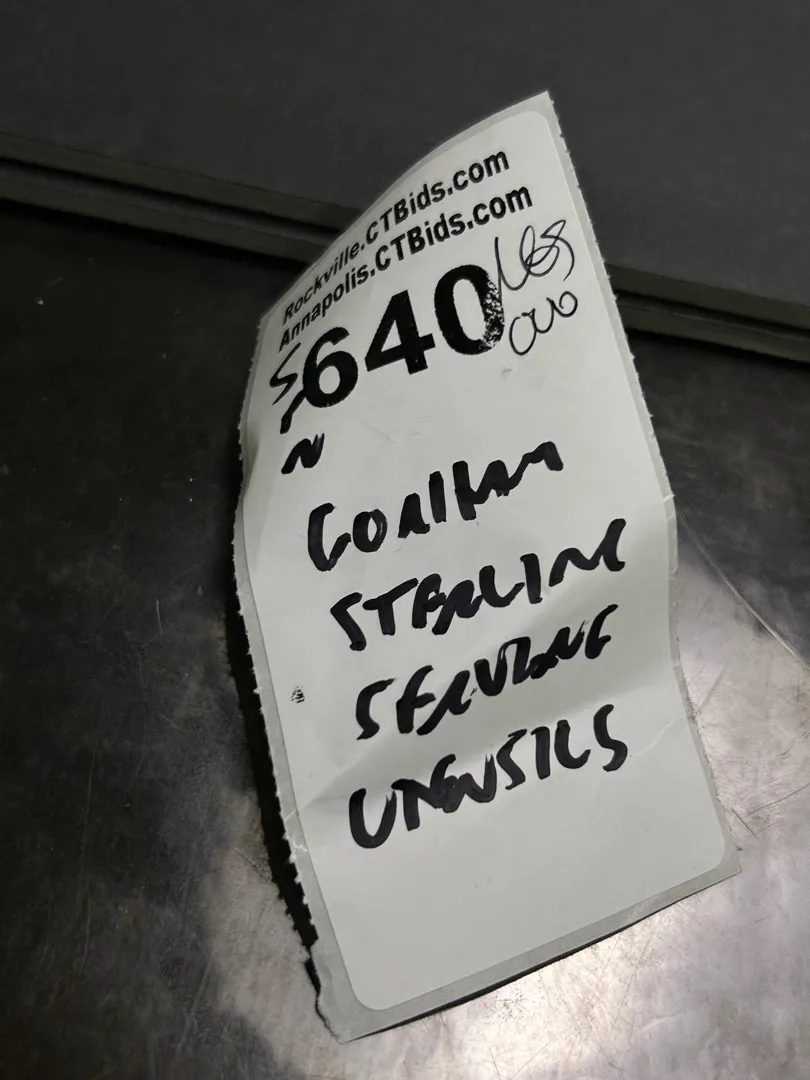 Rockville.CTBids.com
Annapolis.CTBids.com
640
N
GORHAM
STERLING
SERVING
UTENSILS